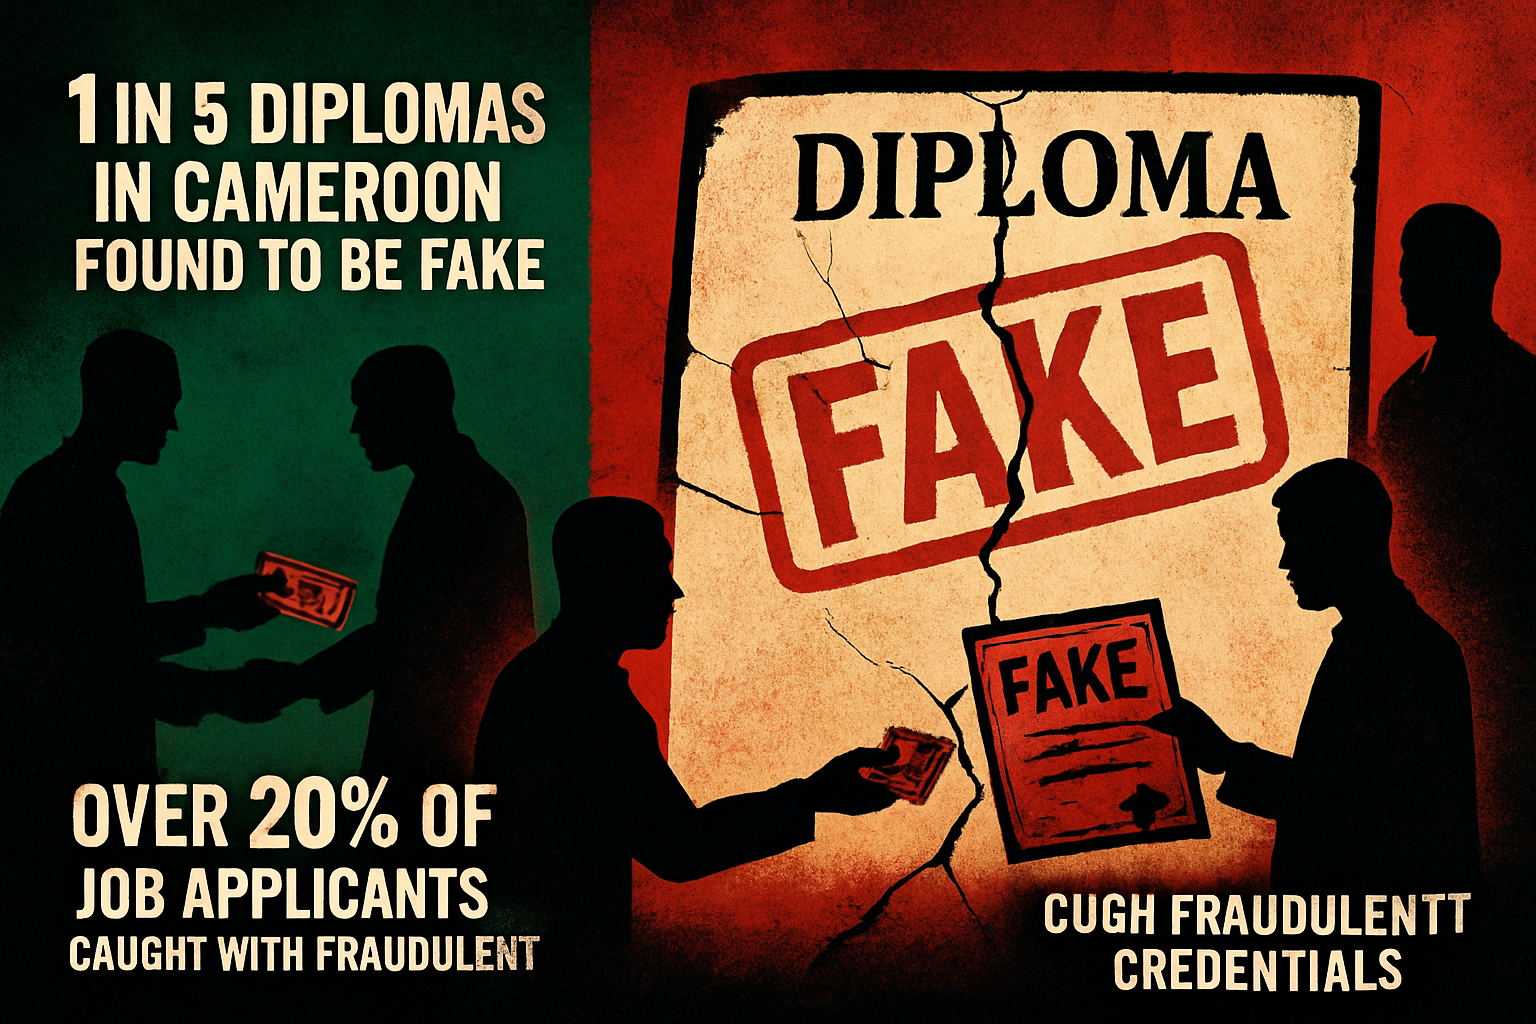 1 IN 5 DIPLOMAS
IN CAMEROON
FOUND TO BE FAKE
DIPLOMA
FAKE
FAKE
OVER 20% OF
JOB APPLICANTS
CAUGHT WITH FRAUDULENT
CUGH FRAUDULENTT
CREDENTIALS